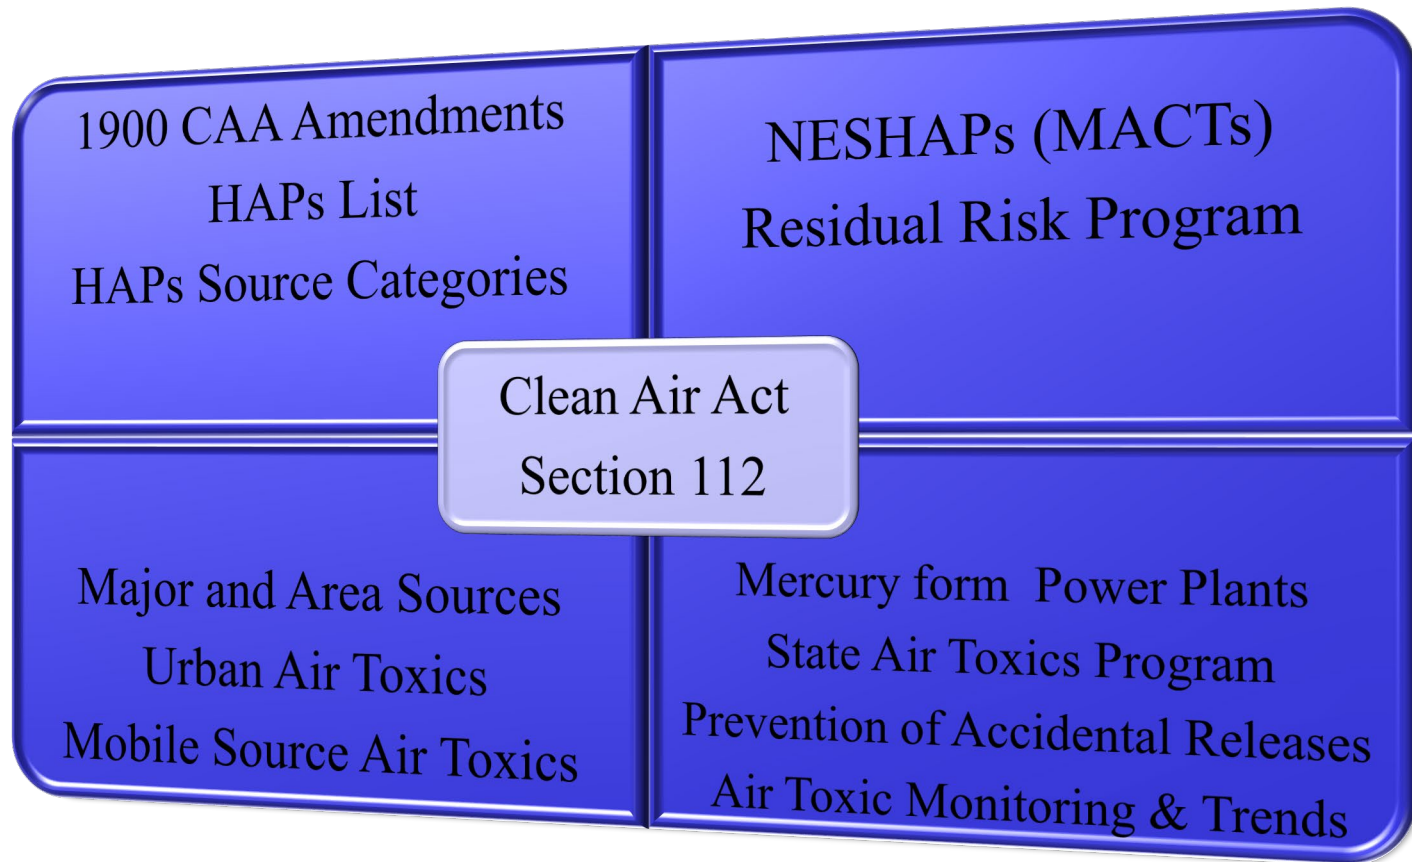 1900 CAA Amendments
HAPs List
HAPs Source Categories
NESHAPs (MACTs)
Residual Risk Program
Clean Air Act
Section 112
Major and Area Sources
Urban Air Toxics
Mobile Source Air Toxics
Mercury form Power Plants
State Air Toxics Program
Prevention of Accidental Releases
Air Toxic Monitoring & Trends